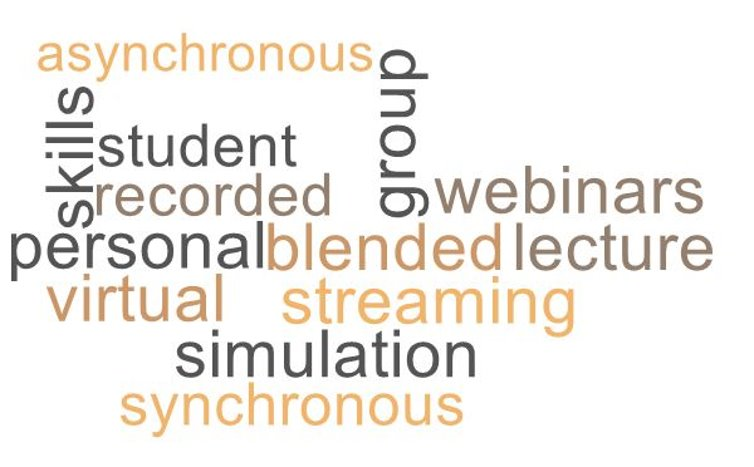 asynchronous
group
skills
student
recorded
webinars
personal
blended
lecture
virtual
streaming
simulation
synchronous